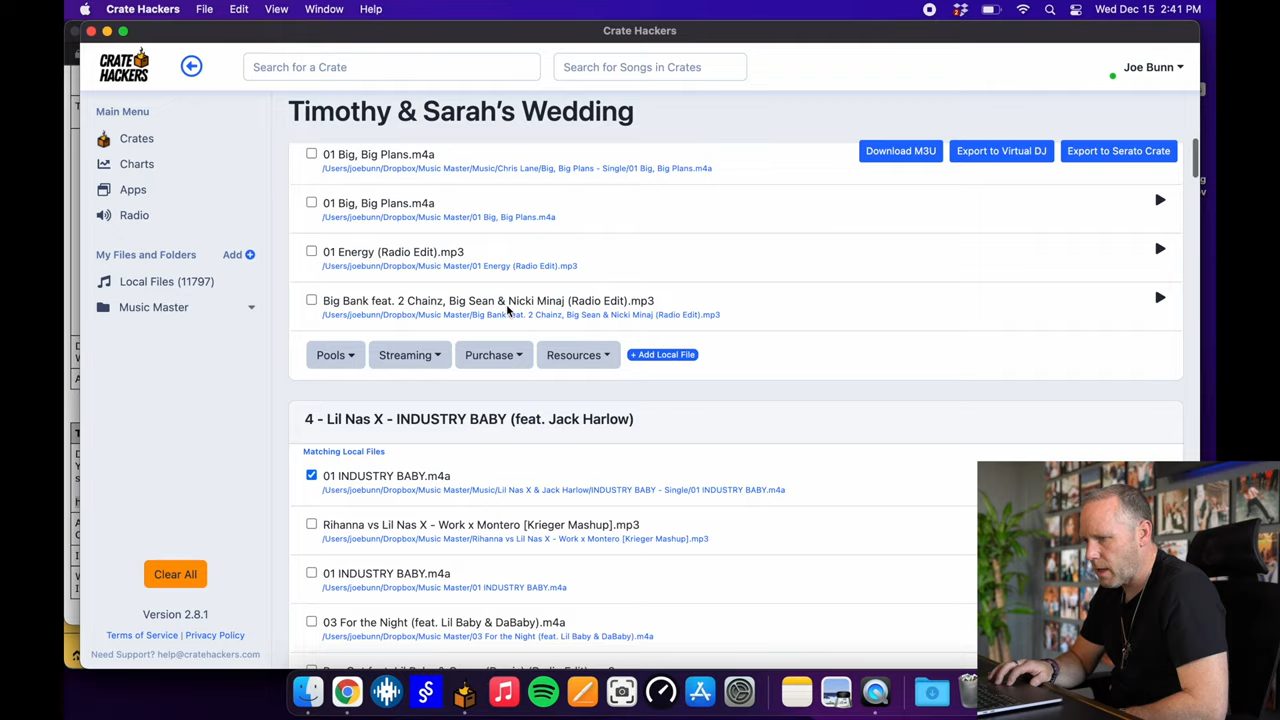 Crate Hackers File Edit View Window Help Wed Dec 15 2:41 PM
Crate Hackers
CRATE HACKERS
Search for a Crate
Search for Songs in Crates
Joe Bunn
Main Menu
Crates
Charts
Apps
Radio
My Files and Folders Add
Local Files (11797)
Music Master
Clear All
Version 2.8.1
Terms of Service | Privacy Policy
Need Support? help@cratehackers.com
Timothy & Sarah's Wedding
Download M3U Export to Virtual DJ Export to Serato Crate
01 Big, Big Plans.m4a
/Users/joebunn/Dropbox/Music Master/Music/Chris Lane/Big, Big Plans - Single/01 Big, Big Plans.m4a
01 Big, Big Plans.m4a
/Users/joebunn/Dropbox/Music Master/01 Big, Big Plans.m4a
01 Energy (Radio Edit).mp3
/Users/joebunn/Dropbox/Music Master/01 Energy (Radio Edit).mp3
Big Bank feat. 2 Chainz, Big Sean & Nicki Minaj (Radio Edit).mp3
/Users/joebunn/Dropbox/Music Master/Big Bank feat. 2 Chainz, Big Sean & Nicki Minaj (Radio Edit).mp3
Pools Streaming Purchase Resources + Add Local File
4 - Lil Nas X - INDUSTRY BABY (feat. Jack Harlow)
Matching Local Files
01 INDUSTRY BABY.m4a
/Users/joebunn/Dropbox/Music Master/Music/Lil Nas X & Jack Harlow/INDUSTRY BABY - Single/01 INDUSTRY BABY.m4a
Rihanna vs Lil Nas X - Work x Montero [Krieger Mashup].mp3
/Users/joebunn/Dropbox/Music Master/Rihanna vs Lil Nas X - Work x Montero [Krieger Mashup].mp3
01 INDUSTRY BABY.m4a
/Users/joebunn/Dropbox/Music Master/01 INDUSTRY BABY.m4a
03 For the Night (feat. Lil Baby & DaBaby).m4a
/Users/joebunn/Dropbox/Music Master/03 For the Night (feat. Lil Baby & DaBaby).m4a